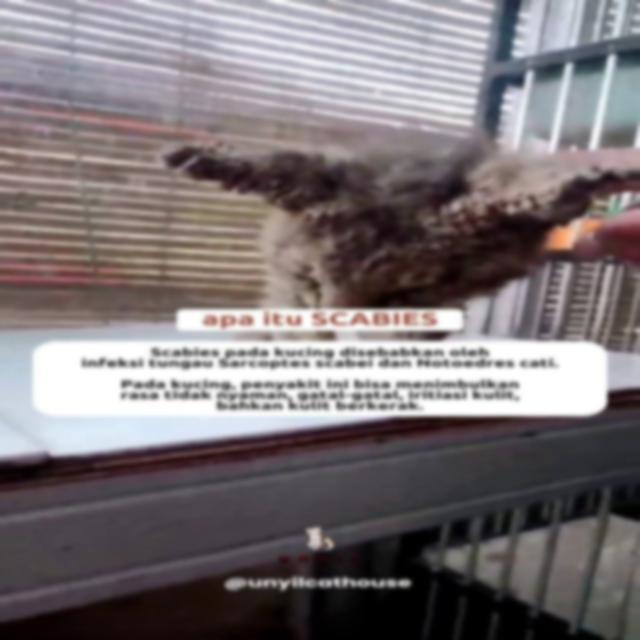 apa itu SCABIES
Scabies pada kucing disebabkan oleh
infeksi tungau Sarcoptes scabei dan Notoedres cati.
Pada kucing, penyakit ini bisa menimbulkan
rasa tidak nyaman, gatal-gatal, iritiasi kulit,
bahkan kulit berkerak.
@unyilcathouse